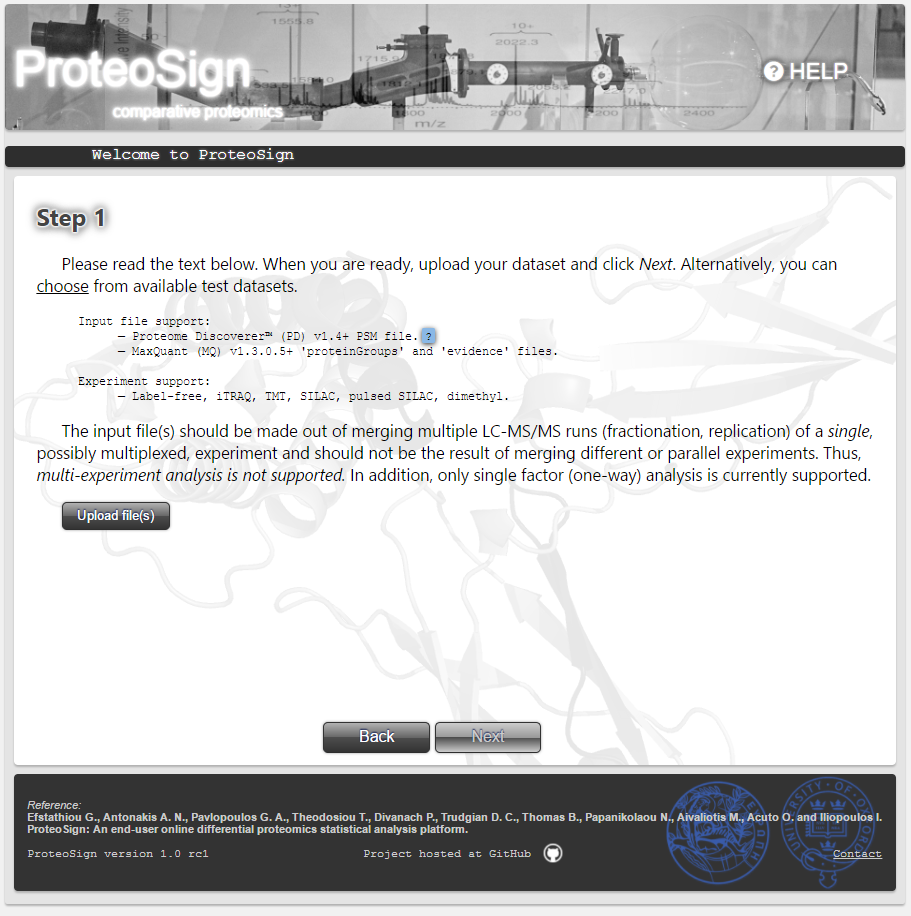 ProteoSign
comparative proteomics
? HELP
1555.6
10+
2022.3
m/z
2000
2200
2400
Welcome to ProteoSign
Step 1
Please read the text below. When you are ready, upload your dataset and click Next. Alternatively, you can
choose from available test datasets.
Input file support:
— Proteome Discoverer™ (PD) v1.4+ PSM file. ?
— MaxQuant (MQ) v1.3.0.5+ 'proteinGroups' and 'evidence' files.
Experiment support:
— Label-free, iTRAQ, TMT, SILAC, pulsed SILAC, dimethyl.
The input file(s) should be made out of merging multiple LC-MS/MS runs (fractionation, replication) of a single,
possibly multiplexed, experiment and should not be the result of merging different or parallel experiments. Thus,
multi-experiment analysis is not supported. In addition, only single factor (one-way) analysis is currently supported.
Upload file(s)
Back
Next
Reference:
Efstathiou G., Antonakis A. N., Pavlopoulos G. A., Theodosiou T., Divanach P., Trudgian D. C., Thomas B., Papanikolaou N., Aivaliotis M., Acuto O. and Iliopoulos I.
ProteoSign: An end-user online differential proteomics statistical analysis platform.
ProteoSign version 1.0 rc1
Project hosted at GitHub
Contact